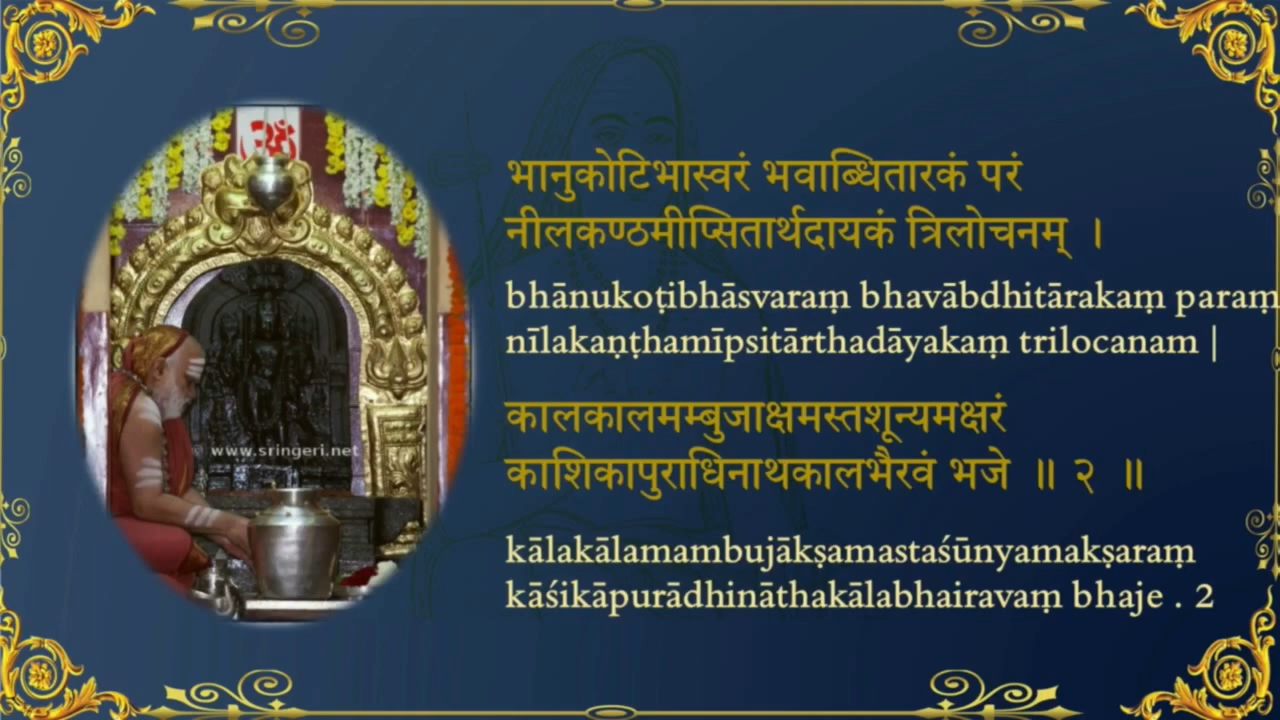 ॐ
www.sringeri.net
भानुकोटिभास्वरं भवाब्धितारकं परं
नीलकण्ठमीप्सितार्थदायकं त्रिलोचनम् ।
bhānukoṭibhāsvaraṃ bhavābdhitārakaṃ paraṃ
nīlakaṇṭhamīpsitārthadāyakaṃ trilocanam |
कालकालमम्बुजाक्षमस्तशून्यमक्षरं
काशिकापुराधिनाथकालभैरवं भजे ॥ २ ॥
kālakālamambujākṣamastaśūnyamakṣaraṃ
kāśikāpurādhināthakālabhairavaṃ bhaje . 2